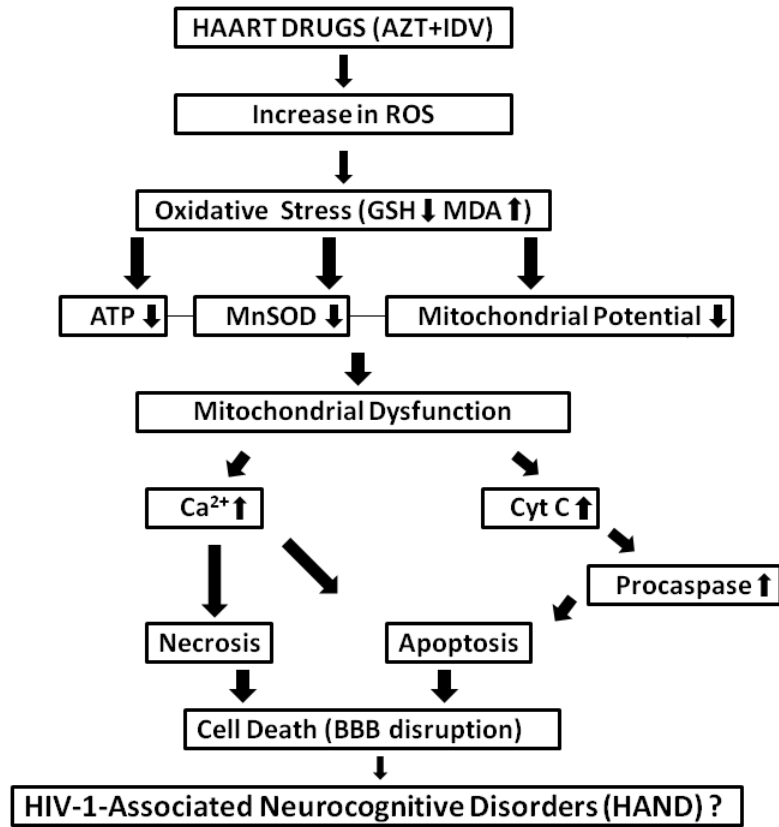 HAART DRUGS (AZT+IDV)
Increase in ROS
Oxidative Stress (GSH⬇ MDA⬆)
ATP⬇
MnSOD⬇
Mitochondrial Potential⬇
Mitochondrial Dysfunction
Ca²⁺⬆
Cyt C⬆
Procaspase⬆
Necrosis
Apoptosis
Cell Death (BBB disruption)
HIV-1-Associated Neurocognitive Disorders (HAND) ?